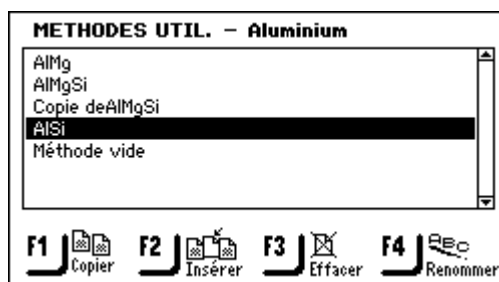 METHODES UTIL. – Aluminium
AlMg
AlMgSi
Copie deAlMgSi
AlSi
Méthode vide
F1 Copier F2 Insérer F3 Effacer F4 Renommer